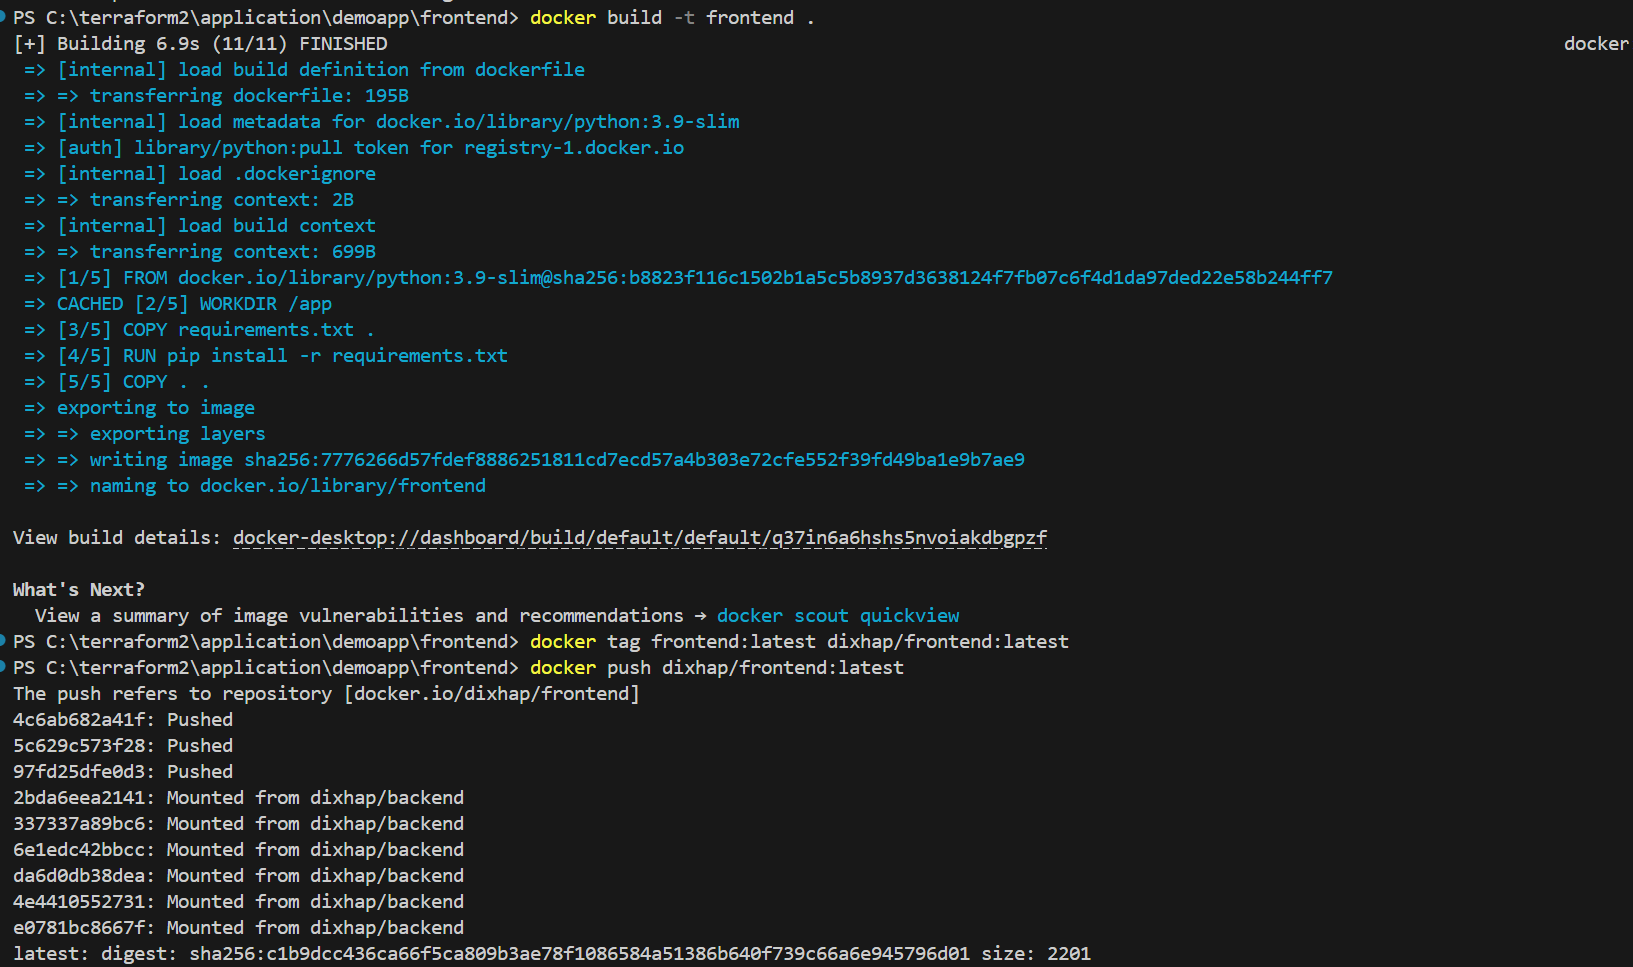 PS C:\terraform2\application\demoapp\frontend> docker build -t frontend .
[+] Building 6.9s (11/11) FINISHED docker
=> [internal] load build definition from dockerfile
=> => transferring dockerfile: 195B
=> [internal] load metadata for docker.io/library/python:3.9-slim
=> [auth] library/python:pull token for registry-1.docker.io
=> [internal] load .dockerignore
=> => transferring context: 2B
=> [internal] load build context
=> => transferring context: 699B
=> [1/5] FROM docker.io/library/python:3.9-slim@sha256:b8823f116c1502b1a5c5b8937d3638124f7fb07c6f4d1da97ded22e58b244ff7
=> CACHED [2/5] WORKDIR /app
=> [3/5] COPY requirements.txt .
=> [4/5] RUN pip install -r requirements.txt
=> [5/5] COPY . .
=> exporting to image
=> => exporting layers
=> => writing image sha256:7776266d57fdef8886251811cd7ecd57a4b303e72cfe552f39fd49ba1e9b7ae9
=> => naming to docker.io/library/frontend
View build details: docker-desktop://dashboard/build/default/default/q37in6a6hshs5nvoiakdbgpzf
What's Next?
View a summary of image vulnerabilities and recommendations → docker scout quickview
PS C:\terraform2\application\demoapp\frontend> docker tag frontend:latest dixhap/frontend:latest
PS C:\terraform2\application\demoapp\frontend> docker push dixhap/frontend:latest
The push refers to repository [docker.io/dixhap/frontend]
4c6ab682a41f: Pushed
5c629c573f28: Pushed
97fd25dfe0d3: Pushed
2bda6eea2141: Mounted from dixhap/backend
337337a89bc6: Mounted from dixhap/backend
6e1edc42bbcc: Mounted from dixhap/backend
da6d0db38dea: Mounted from dixhap/backend
4e4410552731: Mounted from dixhap/backend
e0781bc8667f: Mounted from dixhap/backend
latest: digest: sha256:c1b9dcc436ca66f5ca809b3ae78f1086584a51386b640f739c66a6e945796d01 size: 2201